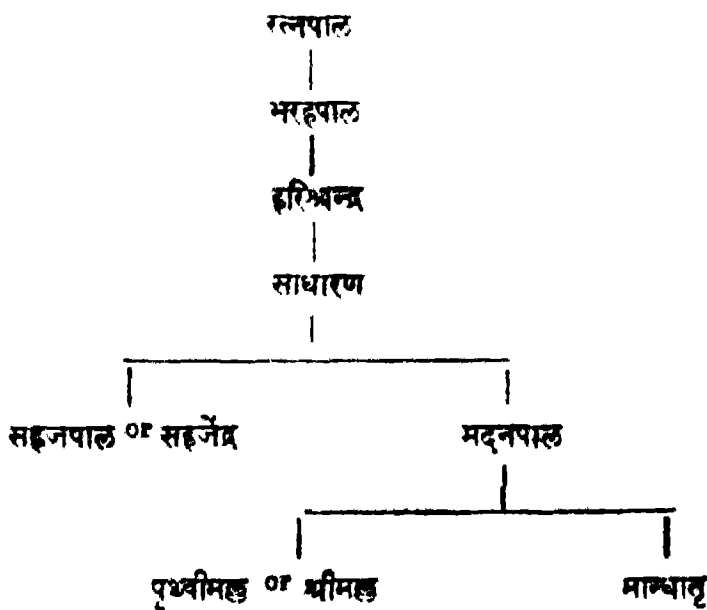 रत्नपाल
भरहपाल
हरिश्चन्द्र
साधारण
सहजपाल or सहजेंद्र मदनपाल
पृथ्वीमल्ल or श्रीमल्ल मान्धातृ